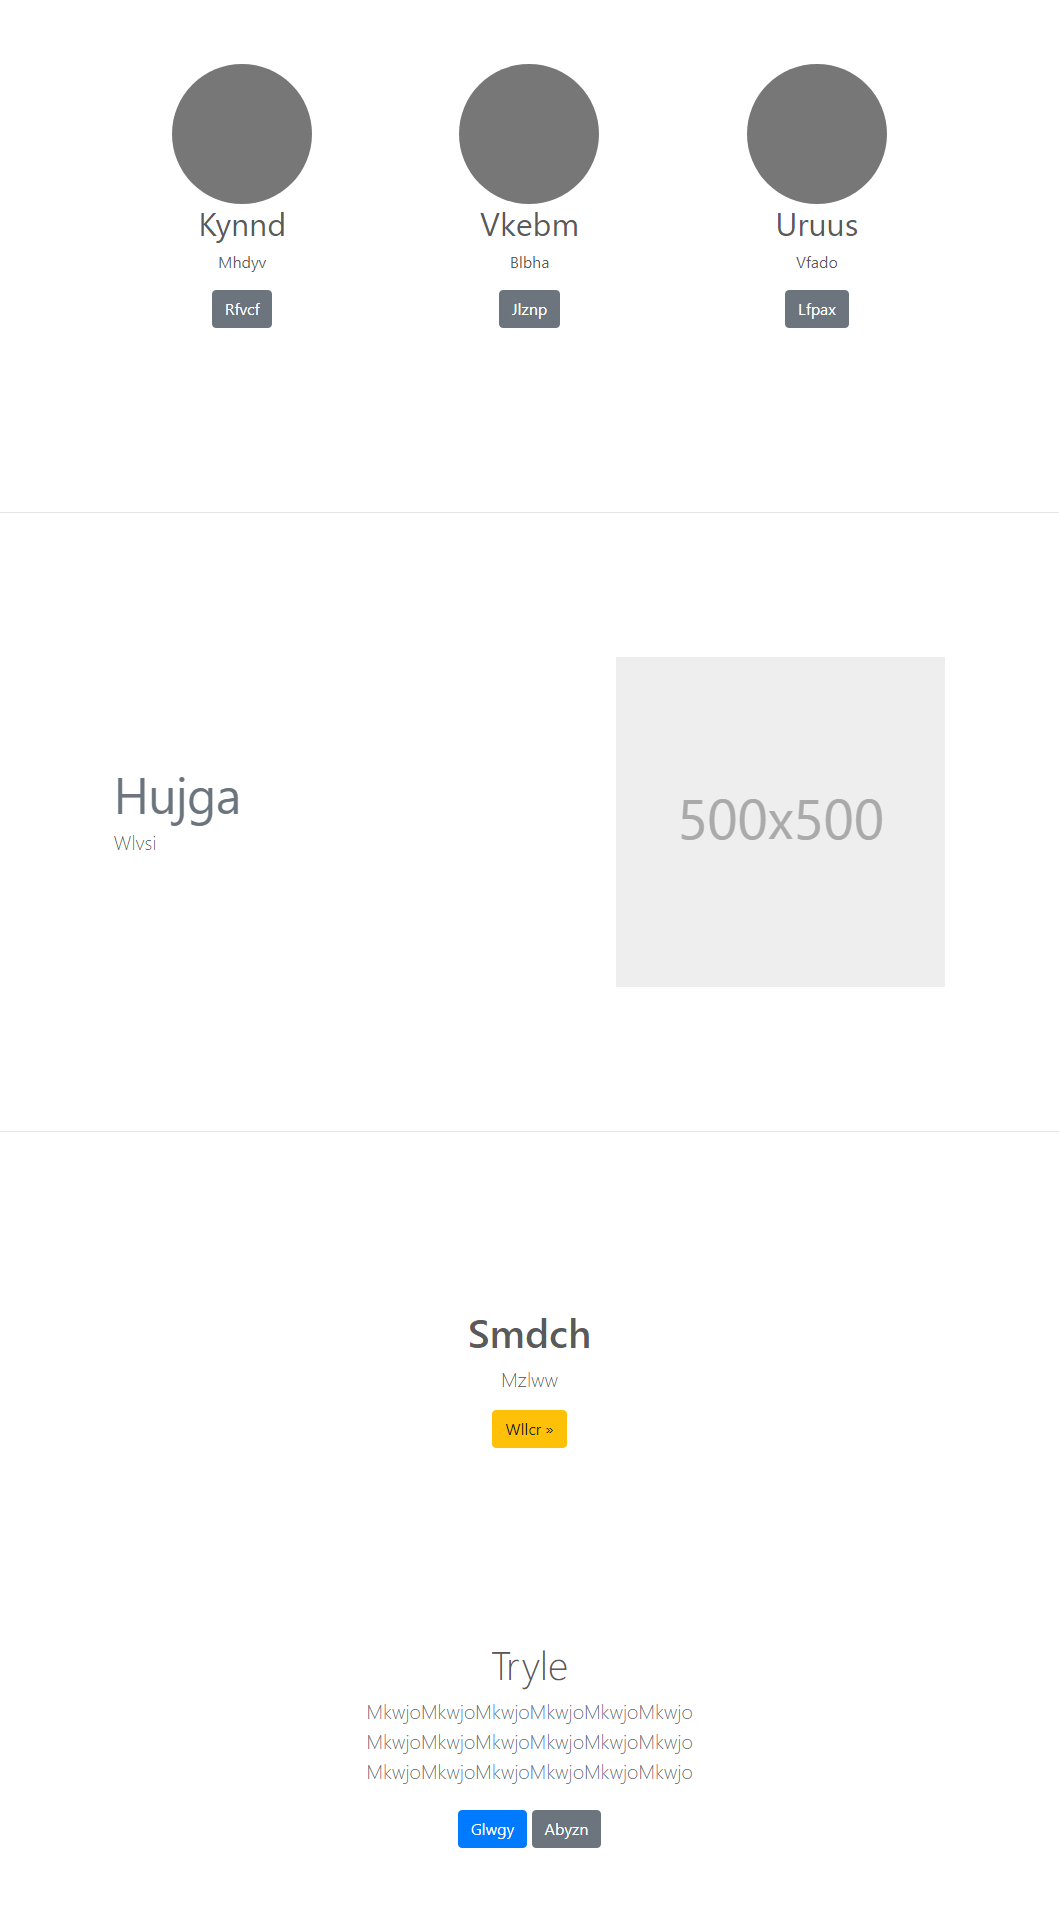 Kynnd
Mhdyv
Rfvcf
Vkebm
Blbha
Jlznp
Uruus
Vfado
Lfpax
Hujga
Wlvsi
500x500
Smdch
Mzlww
Wllcr »
Tryle
MkwjoMkwjoMkwjoMkwjoMkwjoMkwjo
MkwjoMkwjoMkwjoMkwjoMkwjoMkwjo
MkwjoMkwjoMkwjoMkwjoMkwjoMkwjo
Glwgy Abyzn